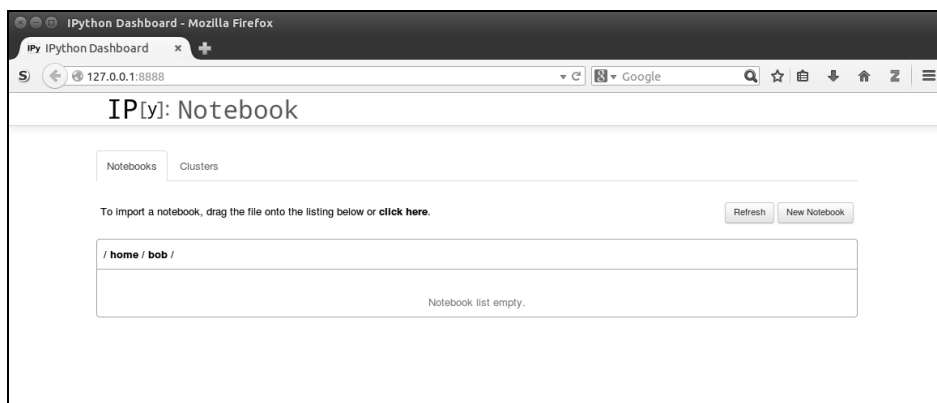 IPython Dashboard - Mozilla Firefox
IPy IPython Dashboard × +
S 127.0.0.1:8888 8 Google Z
IP[y]: Notebook
Notebooks Clusters
To import a notebook, drag the file onto the listing below or click here. Refresh New Notebook
/ home / bob /
Notebook list empty.